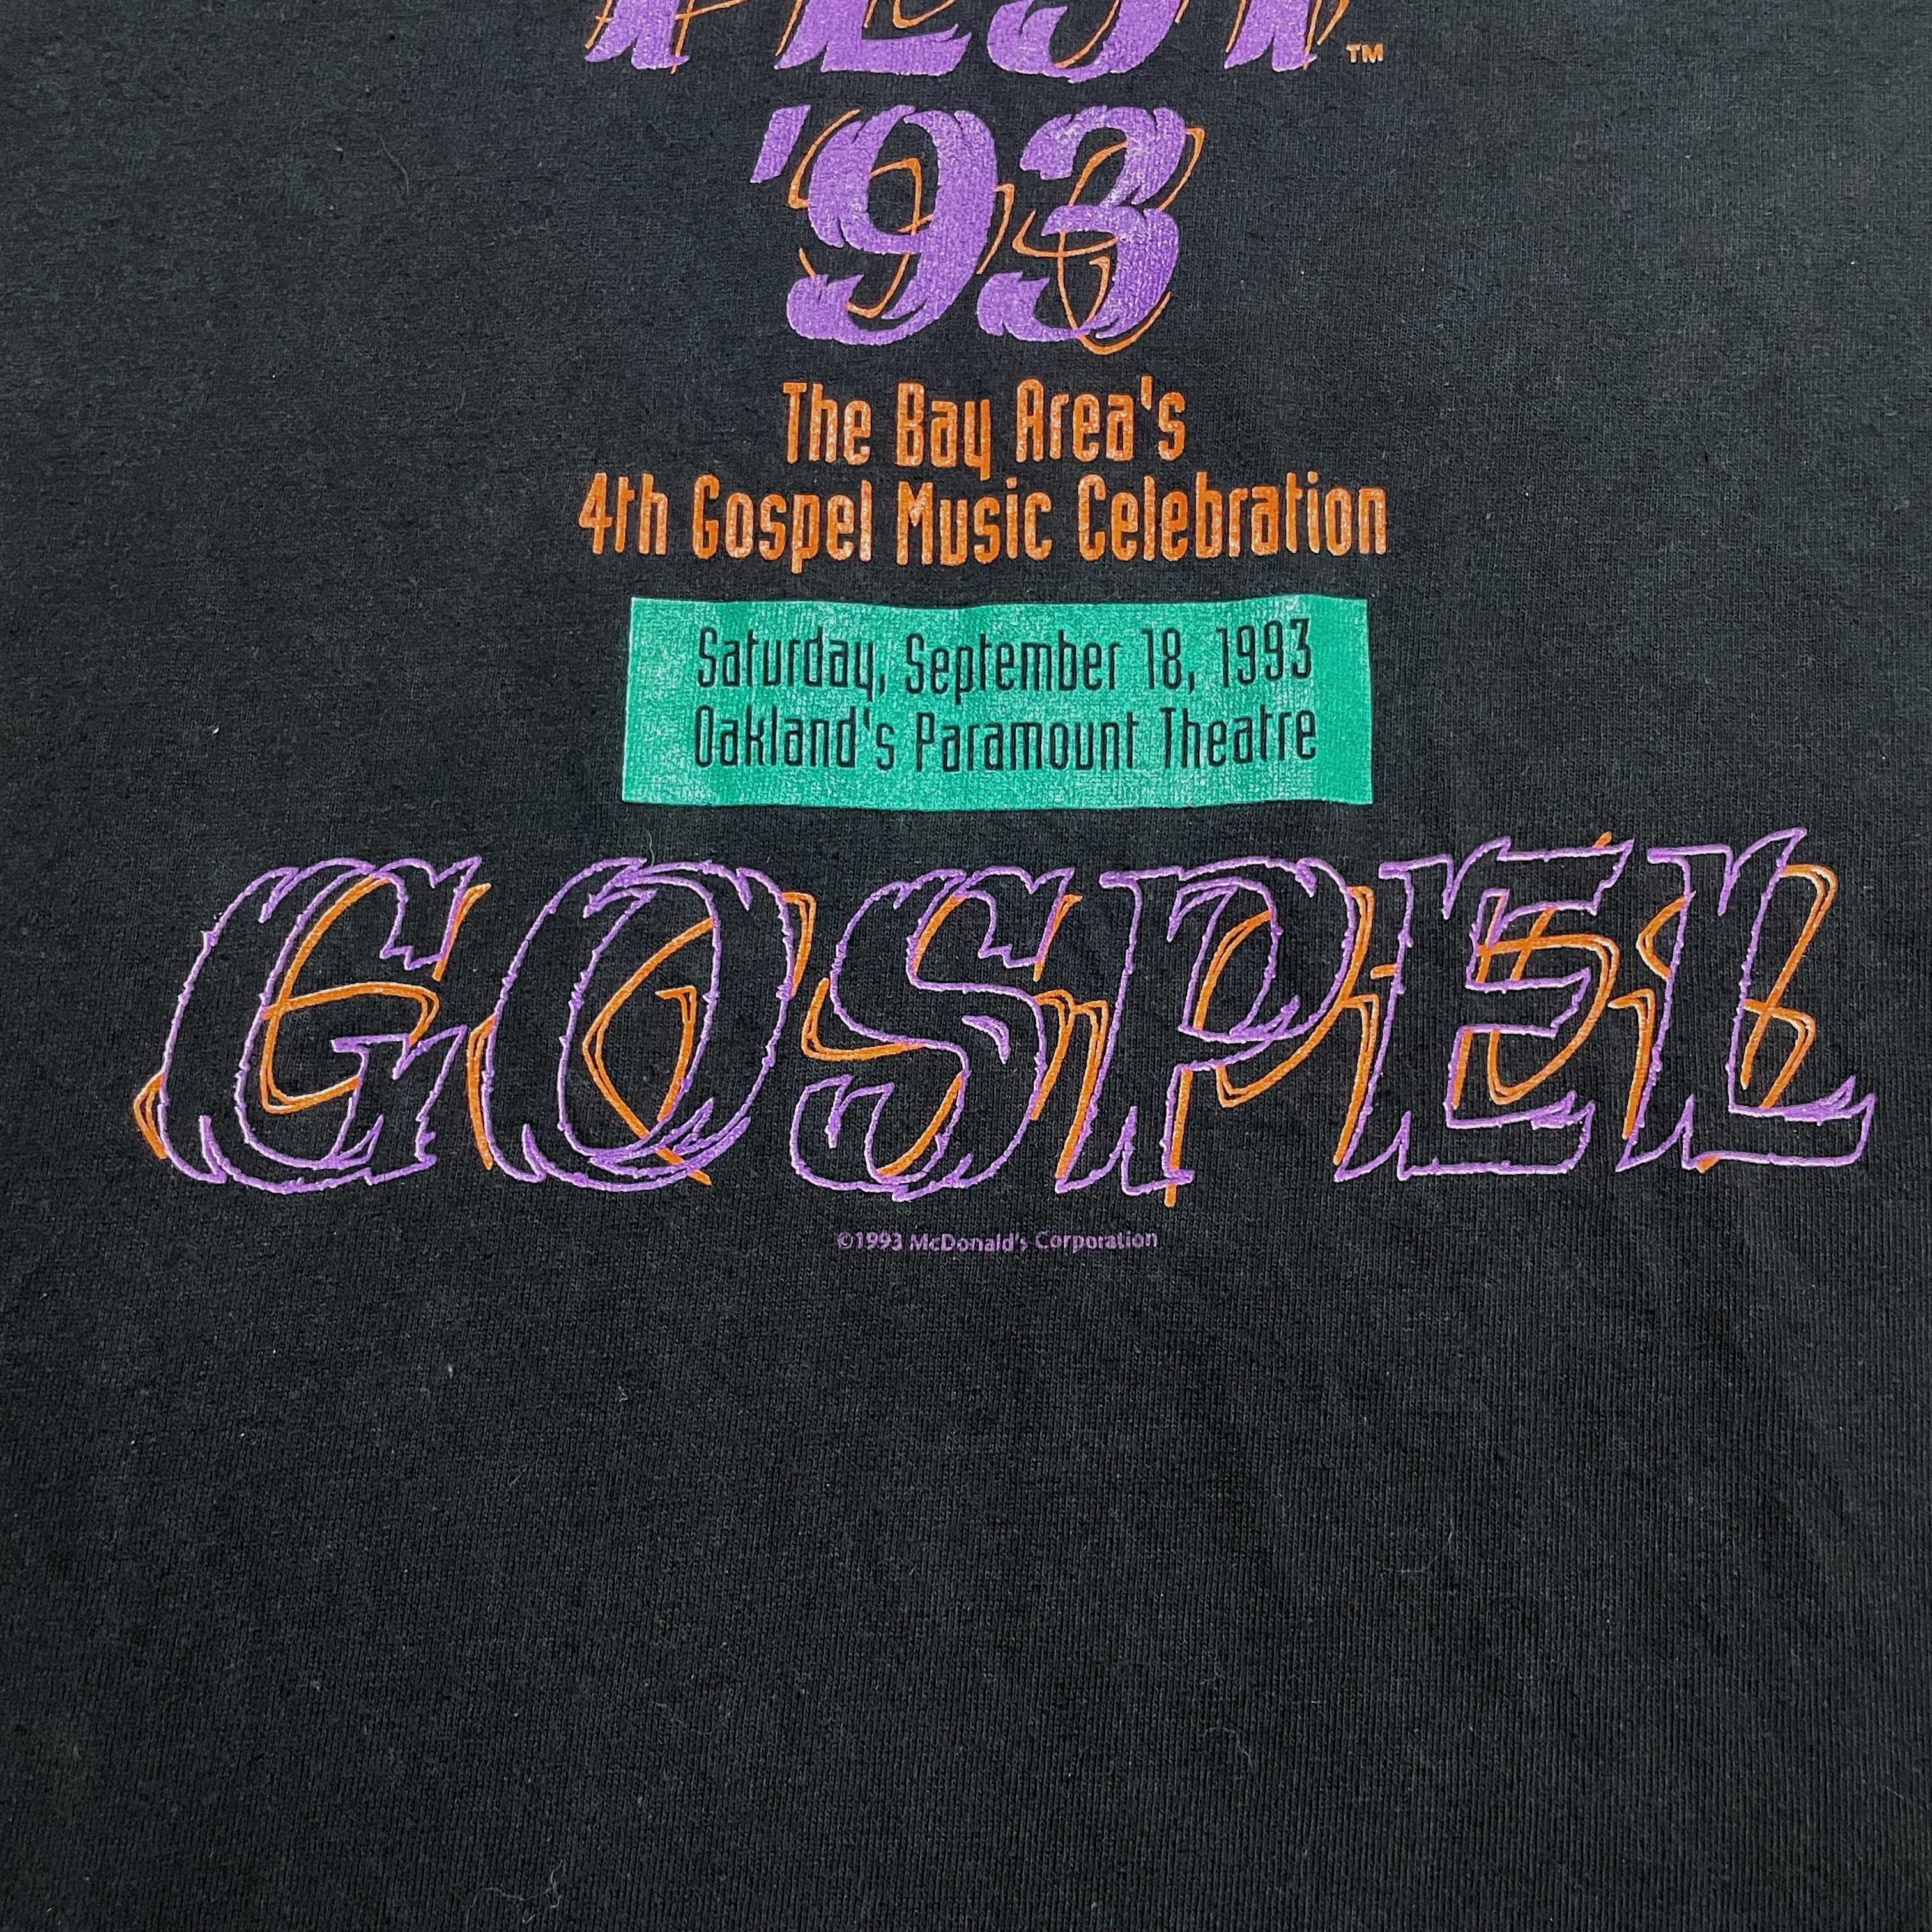 FEST™
'93
The Bay Area's
4th Gospel Music Celebration
Saturday, September 18, 1993
Oakland's Paramount Theatre
GOSPEL
©1993 McDonald's Corporation